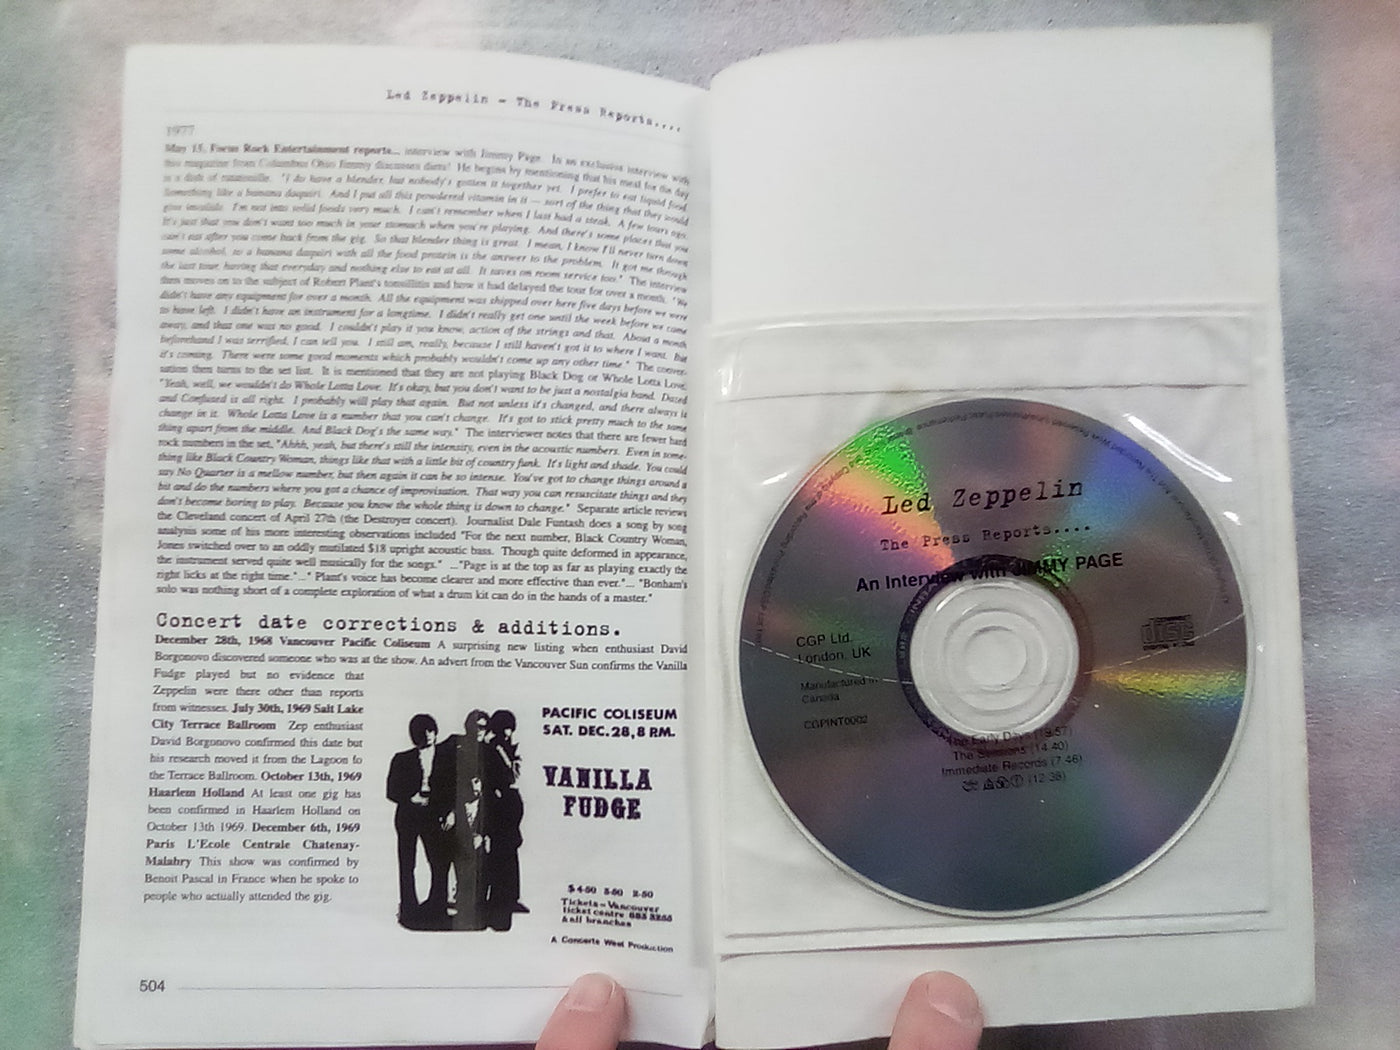 Led Zeppelin - The Press Reports....
1977
May 15, Focus Rock Entertainment reports... interview with Jimmy Page. In an exclusive interview with
this magazine from Columbus Ohio Jimmy discusses diets! He begins by mentioning that his meal for the day
is a dish of ratatouille. "I do have a blender, but nobody's gotten it together yet. I prefer to eat liquid food.
Something like a banana daquiri. And I put all this powdered vitamin in it — sort of the thing that they would
give invalids. I'm not into solid foods very much. I can't remember when I last had a steak. A few tours ago.
It's just that you don't want too much in your stomach when you're playing. And there's some places that you
can't eat after you come back from the gig. So that blender thing is great. I mean, I know I'll never turn down
some alcohol, so a banana daquiri with all the food protein is the answer to the problem. It got me through
the last tour, having that everyday and nothing else to eat at all. It saves on room service too." The interview
then moves on to the subject of Robert Plant's tonsillitis and how it had delayed the tour for over a month. "We
didn't have any equipment for over a month. All the equipment was shipped over here five days before we were
to have left. I didn't have an instrument for a longtime. I didn't really get one until the week before we came
away, and that one was no good. I couldn't play it you know, action of the strings and that. About a month
beforehand I was terrified, I can tell you. I still am, really, because I still haven't got it to where I want. But
it's coming. There were some good moments which probably wouldn't come up any other time." The conver-
sation then turns to the set list. It is mentioned that they are not playing Black Dog or Whole Lotta Love.
"Yeah, well, we wouldn't do Whole Lotta Love. It's okay, but you don't want to be just a nostalgia band. Dazed
and Confused is all right. I probably will play that again. But not unless it's changed, and there always is
change in it. Whole Lotta Love is a number that you can't change. It's got to stick pretty much to the same
thing apart from the middle. And Black Dog's the same way." The interviewer notes that there are fewer hard
rock numbers in the set, "Ahhh, yeah, but there's still the intensity, even in the acoustic numbers. Even in some-
thing like Black Country Woman, things like that with a little bit of country funk. It's light and shade. You could
say No Quarter is a mellow number, but then again it can be so intense. You've got to change things around a
bit and do the numbers where you got a chance of improvisation. That way you can resuscitate things and they
don't become boring to play. Because you know the whole thing is down to change." Separate article reviews
the Cleveland concert of April 27th (the Destroyer concert). Journalist Dale Funtash does a song by song
analysis some of his more interesting observations included "For the next number, Black Country Woman,
Jones switched over to an oddly mutilated $18 upright acoustic bass. Though quite deformed in appearance,
the instrument served quite well musically for the songs." ..."Page is at the top as far as playing exactly the
right licks at the right time."..." Plant's voice has become clearer and more effective than ever."... "Bonham's
solo was nothing short of a complete exploration of what a drum kit can do in the hands of a master."
Concert date corrections & additions.
December 28th, 1968 Vancouver Pacific Coliseum A surprising new listing when enthusiast David
Borgonovo discovered someone who was at the show. An advert from the Vancouver Sun confirms the Vanilla
Fudge played but no evidence that
Zeppelin were there other than reports
from witnesses. July 30th, 1969 Salt Lake
City Terrace Ballroom Zep enthusiast
David Borgonovo confirmed this date but
his research moved it from the Lagoon to
the Terrace Ballroom. October 13th, 1969
Haarlem Holland At least one gig has
been confirmed in Haarlem Holland on
October 13th 1969. December 6th, 1969
Paris L'Ecole Centrale Chatenay-
Malabry This show was confirmed by
Benoit Pascal in France when he spoke to
people who actually attended the gig.
PACIFIC COLISEUM
SAT. DEC. 28, 8 P.M.
VANILLA
FUDGE
$4·50 3·50 2·50
Tickets - Vancouver
ticket centre 683 3255
& all branches
A Concerts West Production
504
Led Zeppelin
The Press Reports....
An Interview with JIMMY PAGE
CGP Ltd.
London, UK
disc
Manufactured in
Canada
CGPINT0002
The Early Days (19:57)
The Sessions (14.40)
Immediate Records (7.46)
(12:38)